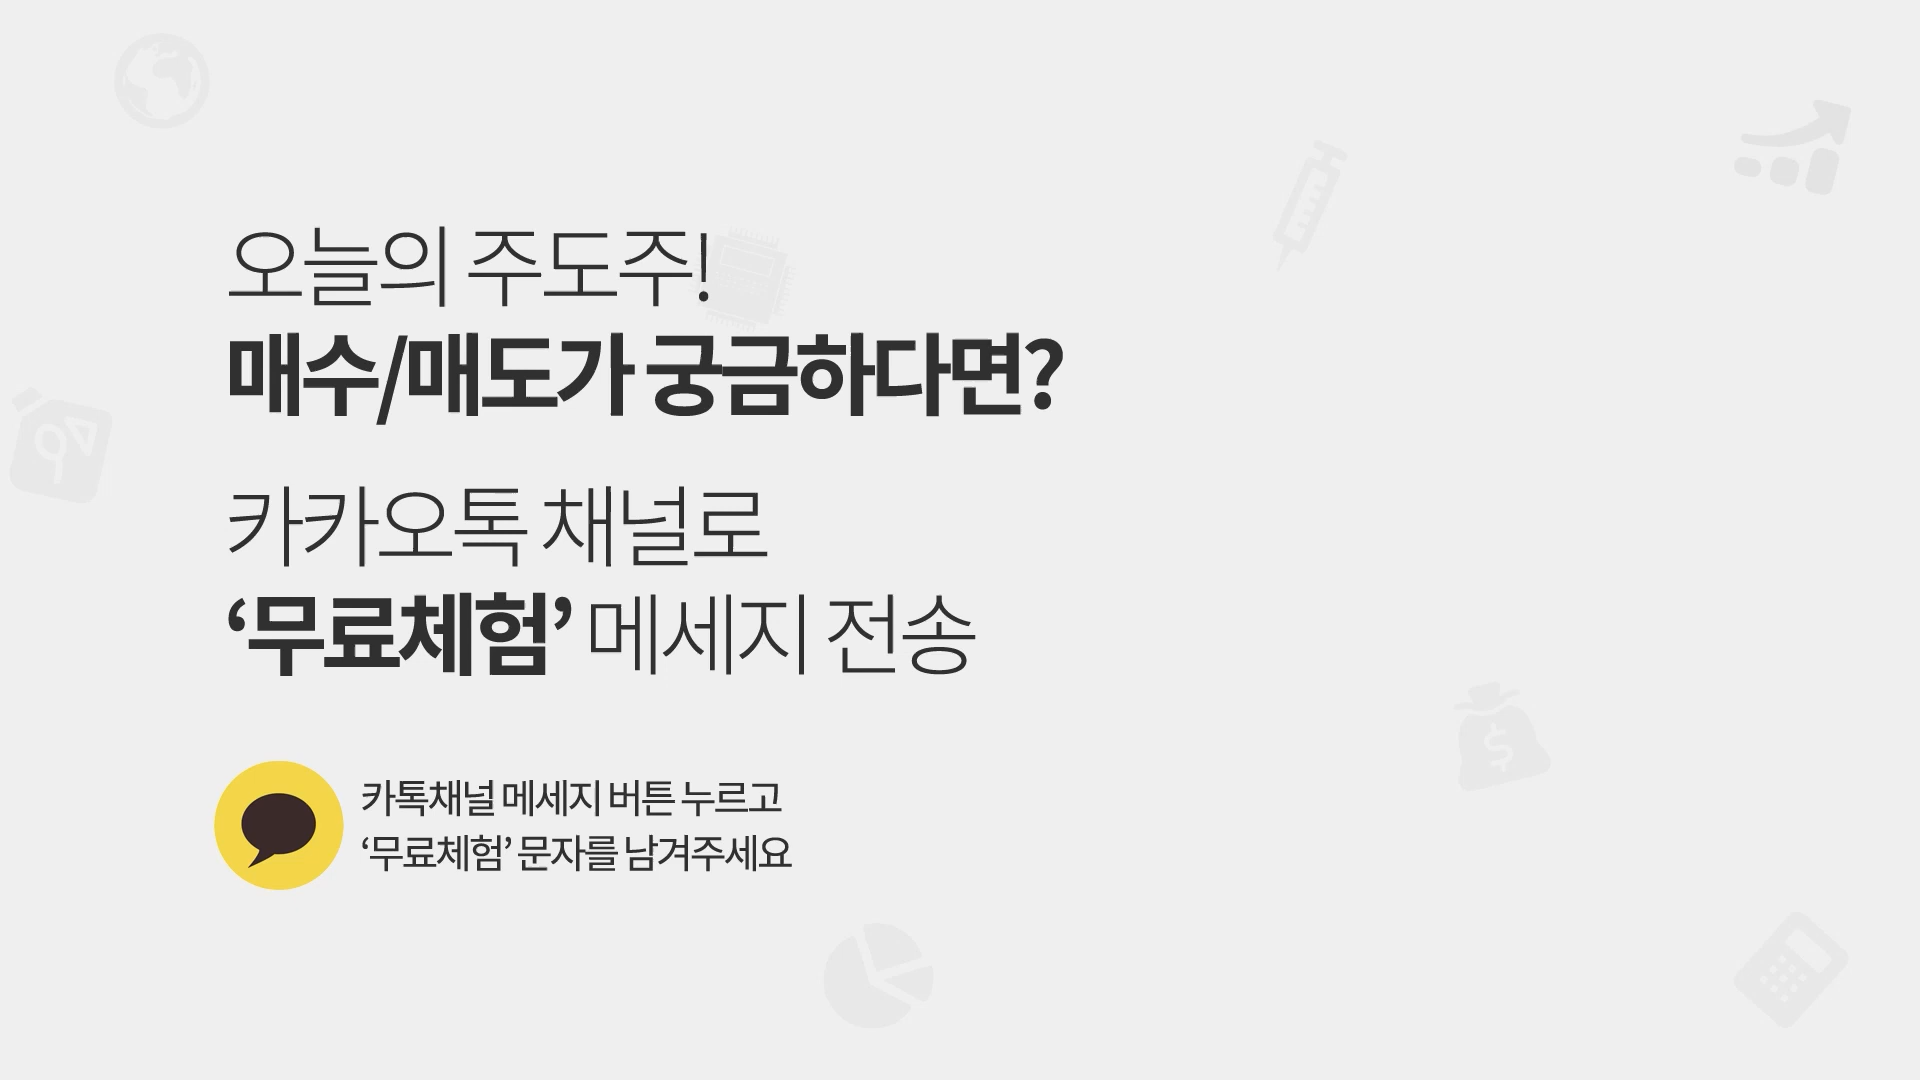 오늘의 주도주!
매수/매도가 궁금하다면?
카카오톡 채널로
‘무료체험’ 메세지 전송
카톡채널 메세지 버튼 누르고
‘무료체험’ 문자를 남겨주세요